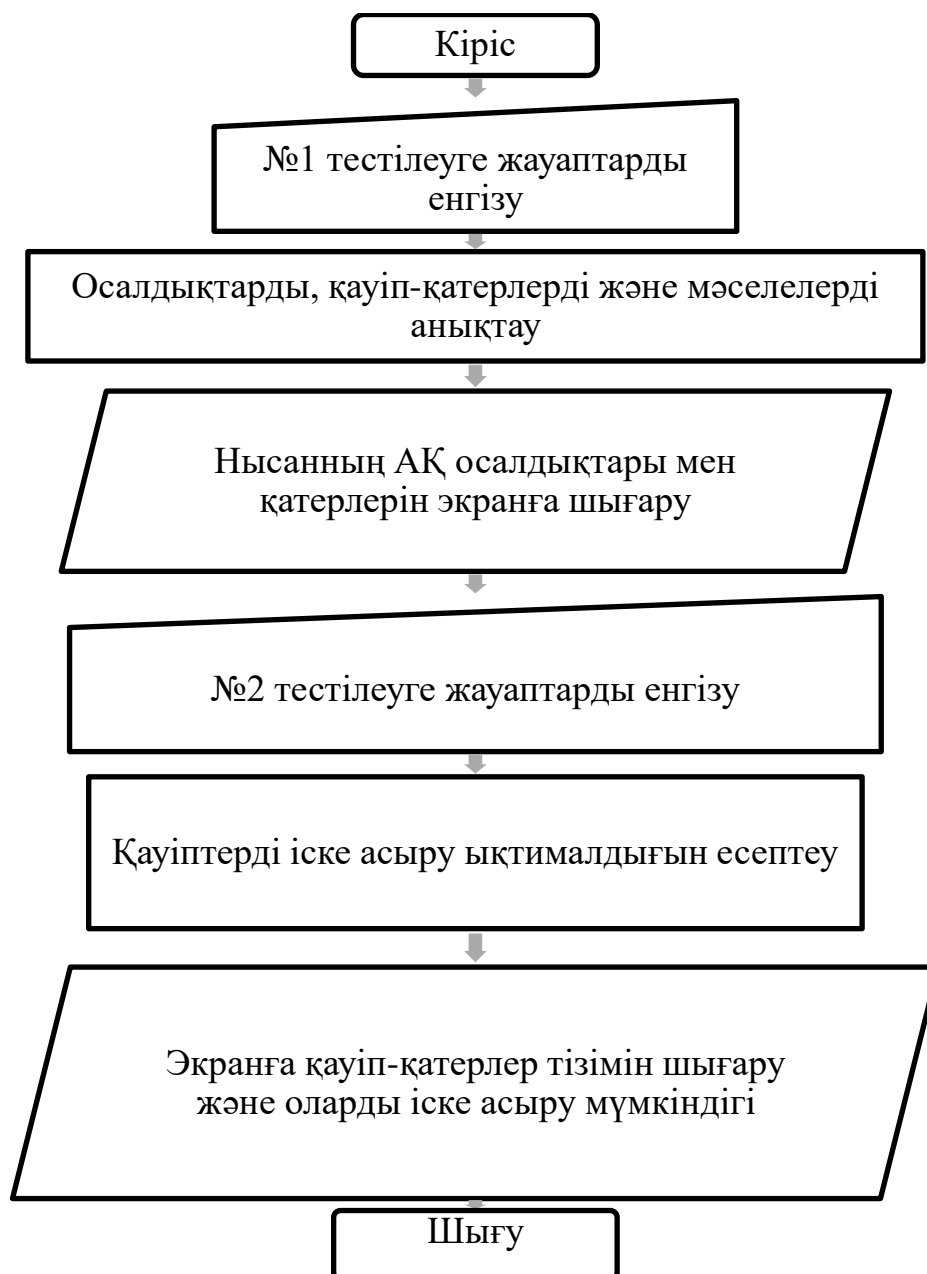 Кіріс
№1 тестілеуге жауаптарды
енгізу
Осалдықтарды, қауіп-қатерлерді және мәселелерді
анықтау
Нысанның АҚ осалдықтары мен
қатерлерін экранға шығару
№2 тестілеуге жауаптарды енгізу
Қауіптерді іске асыру ықтималдығын есептеу
Экранға қауіп-қатерлер тізімін шығару
және оларды іске асыру мүмкіндігі
Шығу